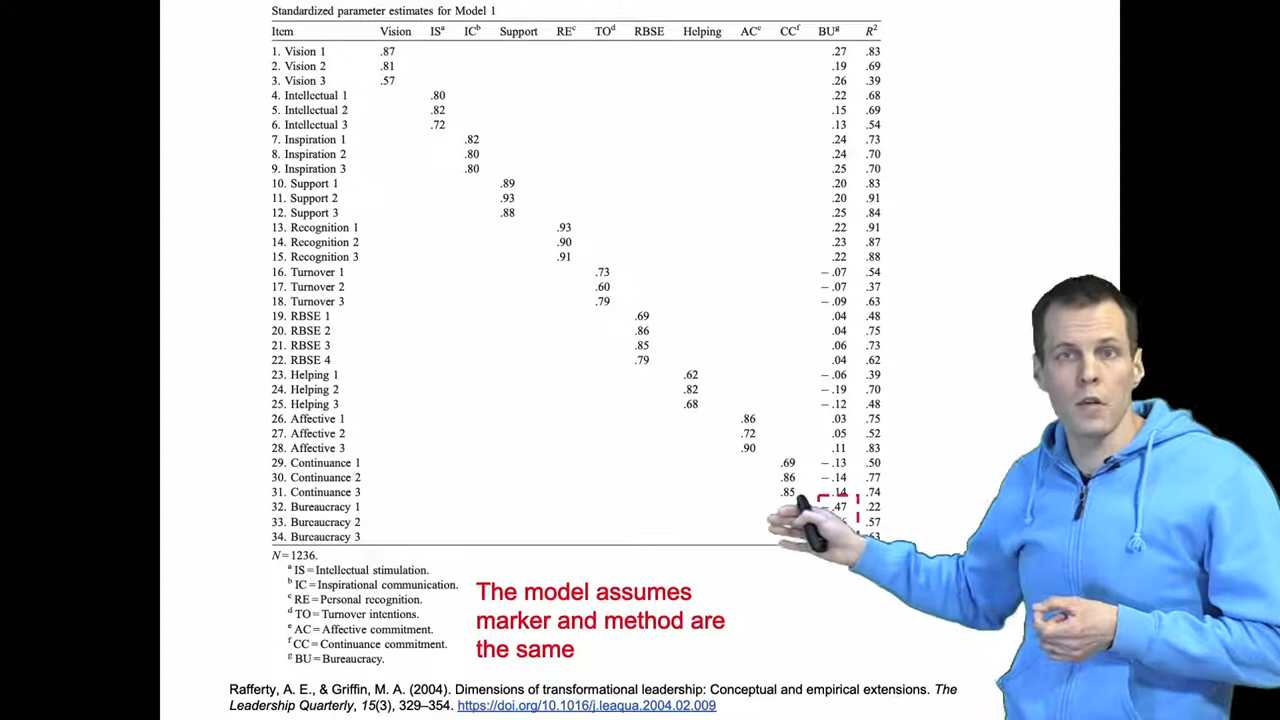 Standardized parameter estimates for Model 1
Item Vision ISᵃ ICᵇ Support REᶜ TOᵈ RBSE Helping ACᵉ CCᶠ BUᵍ R²
1. Vision 1 .87 .27 .83
2. Vision 2 .81 .19 .69
3. Vision 3 .57 .26 .39
4. Intellectual 1 .80 .22 .68
5. Intellectual 2 .82 .15 .69
6. Intellectual 3 .72 .13 .54
7. Inspiration 1 .82 .24 .73
8. Inspiration 2 .80 .24 .70
9. Inspiration 3 .80 .25 .70
10. Support 1 .89 .20 .83
11. Support 2 .93 .20 .91
12. Support 3 .88 .25 .84
13. Recognition 1 .93 .22 .91
14. Recognition 2 .90 .23 .87
15. Recognition 3 .91 .22 .88
16. Turnover 1 .73 −.07 .54
17. Turnover 2 .60 −.07 .37
18. Turnover 3 .79 −.09 .63
19. RBSE 1 .69 .04 .48
20. RBSE 2 .86 .04 .75
21. RBSE 3 .85 .06 .73
22. RBSE 4 .79 .04 .62
23. Helping 1 .62 −.06 .39
24. Helping 2 .82 −.19 .70
25. Helping 3 .68 −.12 .48
26. Affective 1 .86 .03 .75
27. Affective 2 .72 .05 .52
28. Affective 3 .90 .11 .83
29. Continuance 1 .69 −.13 .50
30. Continuance 2 .86 −.14 .77
31. Continuance 3 .85 .14 .74
32. Bureaucracy 1 .47 .22
33. Bureaucracy 2 .57
34. Bureaucracy 3 .63
N = 1236.
ᵃ IS = Intellectual stimulation.
ᵇ IC = Inspirational communication.
ᶜ RE = Personal recognition.
ᵈ TO = Turnover intentions.
ᵉ AC = Affective commitment.
ᶠ CC = Continuance commitment.
ᵍ BU = Bureaucracy.
The model assumes
marker and method are
the same
Rafferty, A. E., & Griffin, M. A. (2004). Dimensions of transformational leadership: Conceptual and empirical extensions. The
Leadership Quarterly, 15(3), 329–354. https://doi.org/10.1016/j.leaqua.2004.02.009